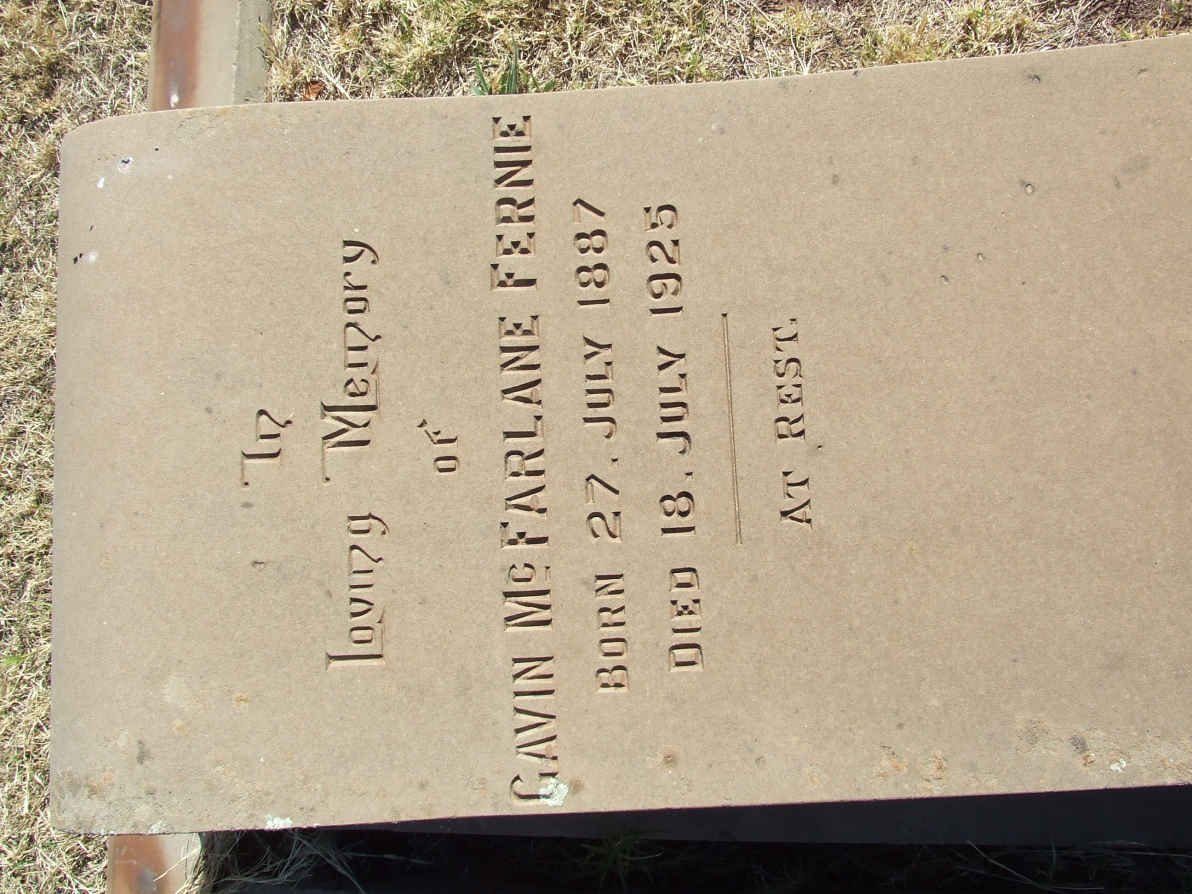 In
Loving Memory
of
GAVIN McFARLANE FERNIE
BORN 27. JULY 1887
DIED 18. JULY 1925
AT REST.